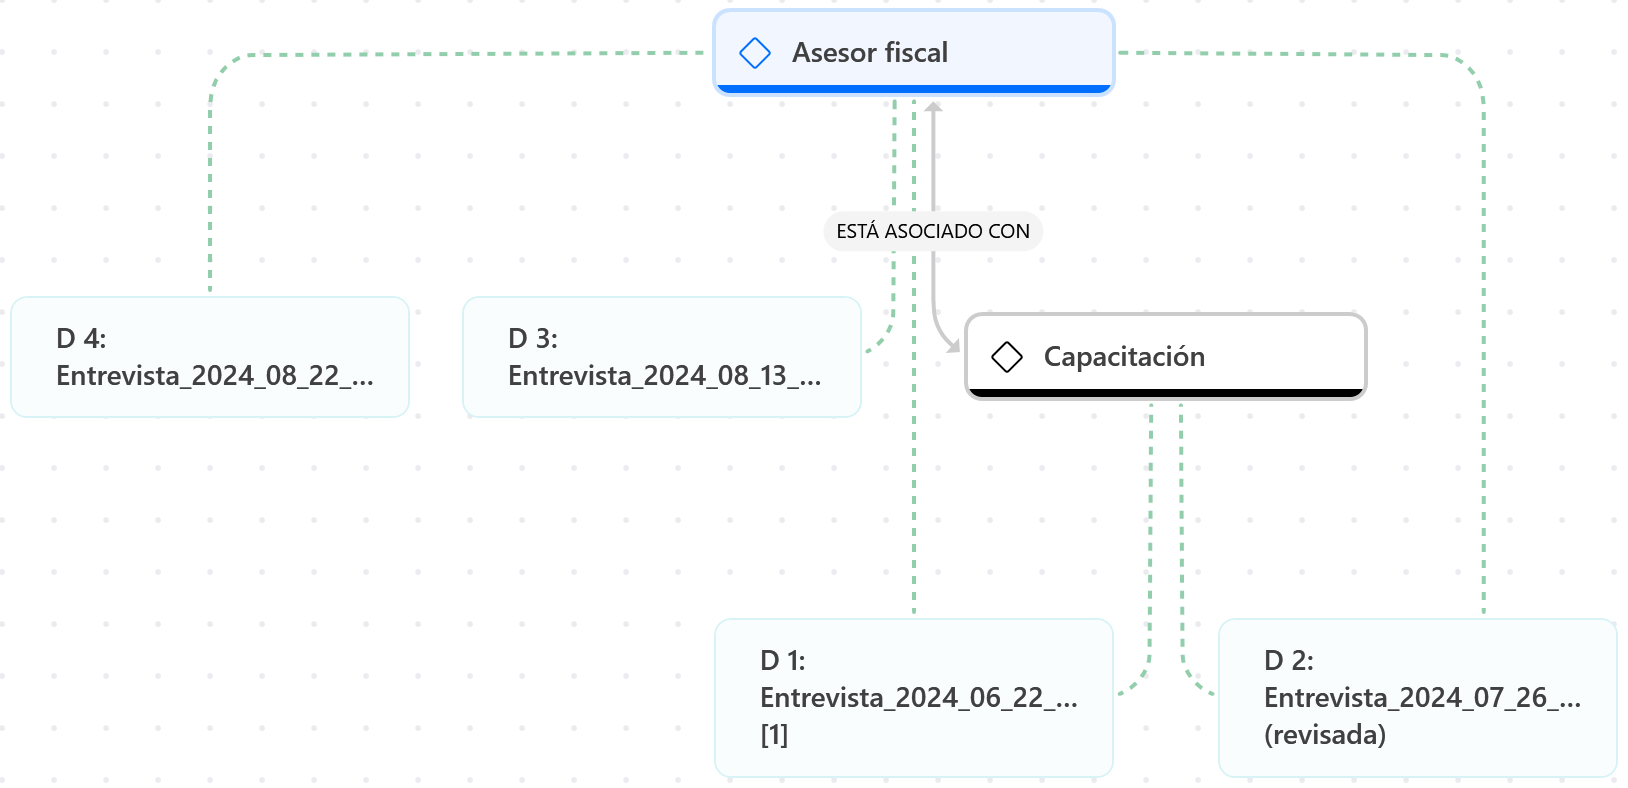 Asesor fiscal
ESTÁ ASOCIADO CON
D 4:
Entrevista_2024_08_22_...
D 3:
Entrevista_2024_08_13_...
Capacitación
D 1:
Entrevista_2024_06_22_...
[1]
D 2:
Entrevista_2024_07_26_...
(revisada)